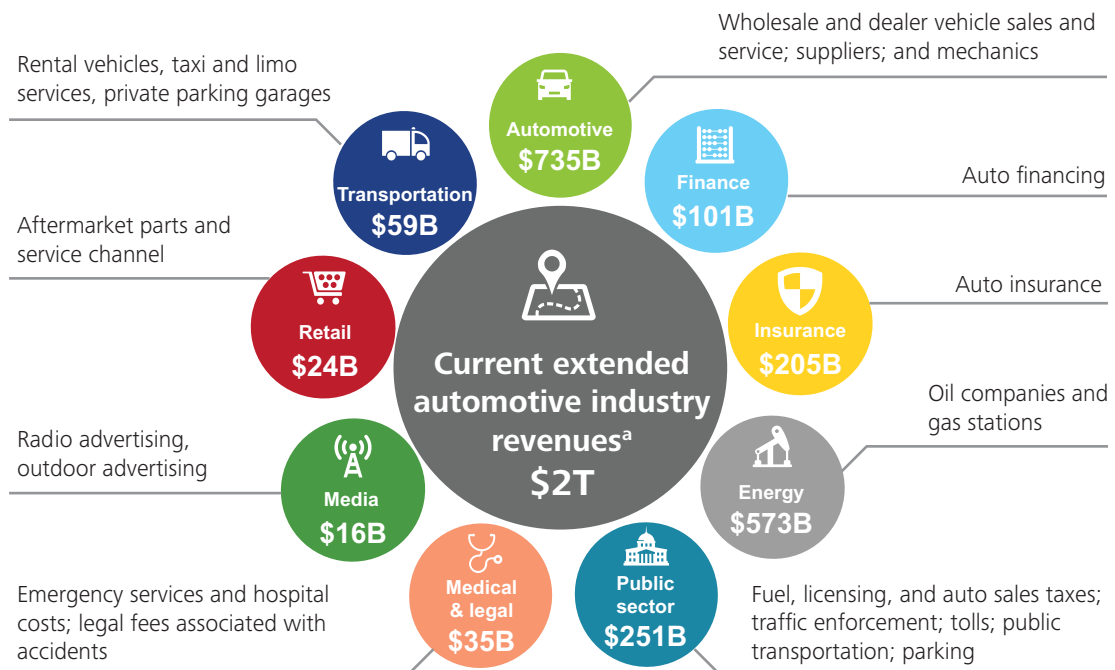 Wholesale and dealer vehicle sales and
service; suppliers; and mechanics
Rental vehicles, taxi and limo
services, private parking garages
Automotive
$735B
Finance
$101B
Auto financing
Transportation
$59B
Aftermarket parts and
service channel
Auto insurance
Retail
$24B
Insurance
$205B
Current extended
automotive industry
revenuesᵃ
$2T
Oil companies and
gas stations
Radio advertising,
outdoor advertising
Media
$16B
Energy
$573B
Emergency services and hospital
costs; legal fees associated with
accidents
Medical
& legal
$35B
Public
sector
$251B
Fuel, licensing, and auto sales taxes;
traffic enforcement; tolls; public
transportation; parking